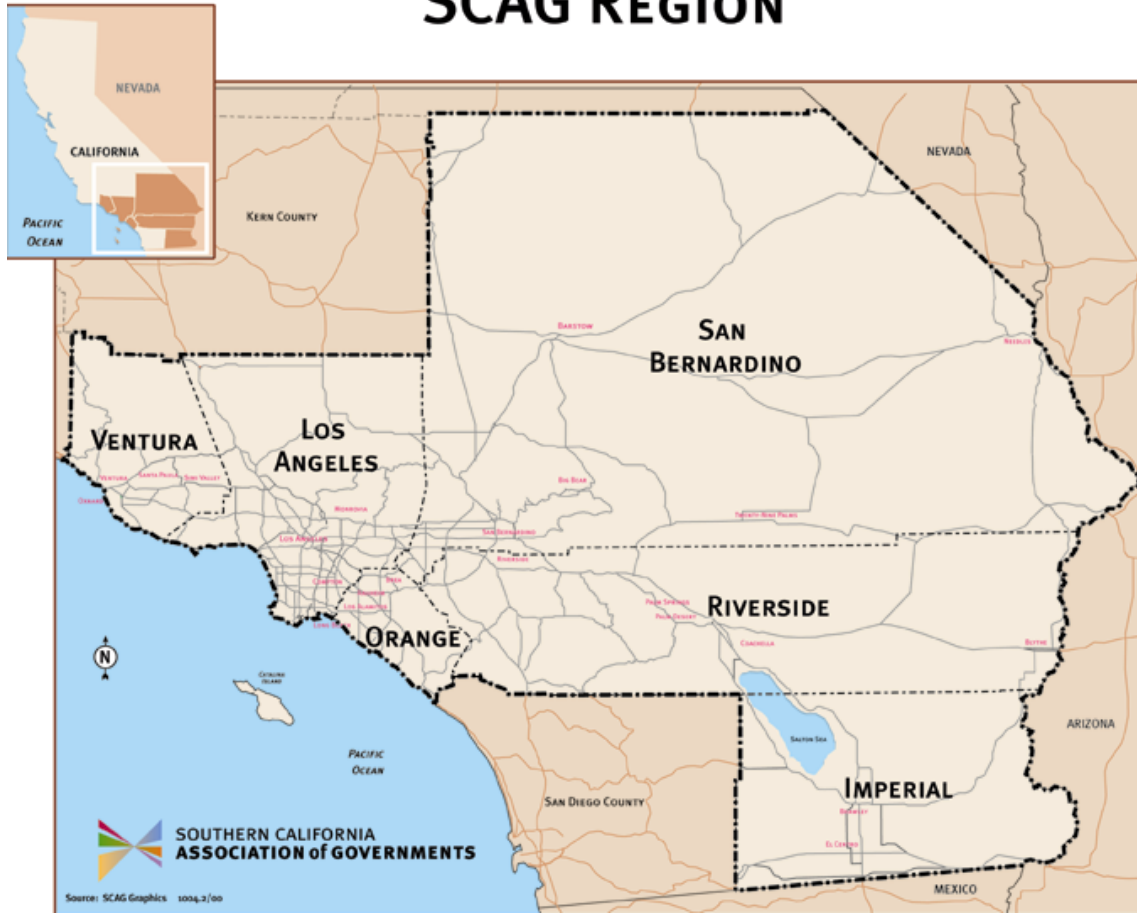 SCAG REGION
NEVADA
CALIFORNIA
PACIFIC
OCEAN
KERN COUNTY
NEVADA
BARSTOW
SAN
BERNARDINO
NEEDLES
VENTURA
LOS
ANGELES
VENTURA
SANTA PAULA
SIMI VALLEY
OXNARD
BIG BEAR
MONROVIA
TWENTY-NINE PALMS
SAN BERNARDINO
LOS ANGELES
RIVERSIDE
COMPTON
BREA
LOS ALAMITOS
PALM SPRINGS
PALM DESERT
RIVERSIDE
LONG BEACH
ORANGE
COACHELLA
BLYTHE
N
CATALINA
ISLAND
ARIZONA
SALTON SEA
PACIFIC
OCEAN
IMPERIAL
SAN DIEGO COUNTY
BRAWLEY
EL CENTRO
SOUTHERN CALIFORNIA
ASSOCIATION of GOVERNMENTS
MEXICO
Source: SCAG Graphics 1004.2/00